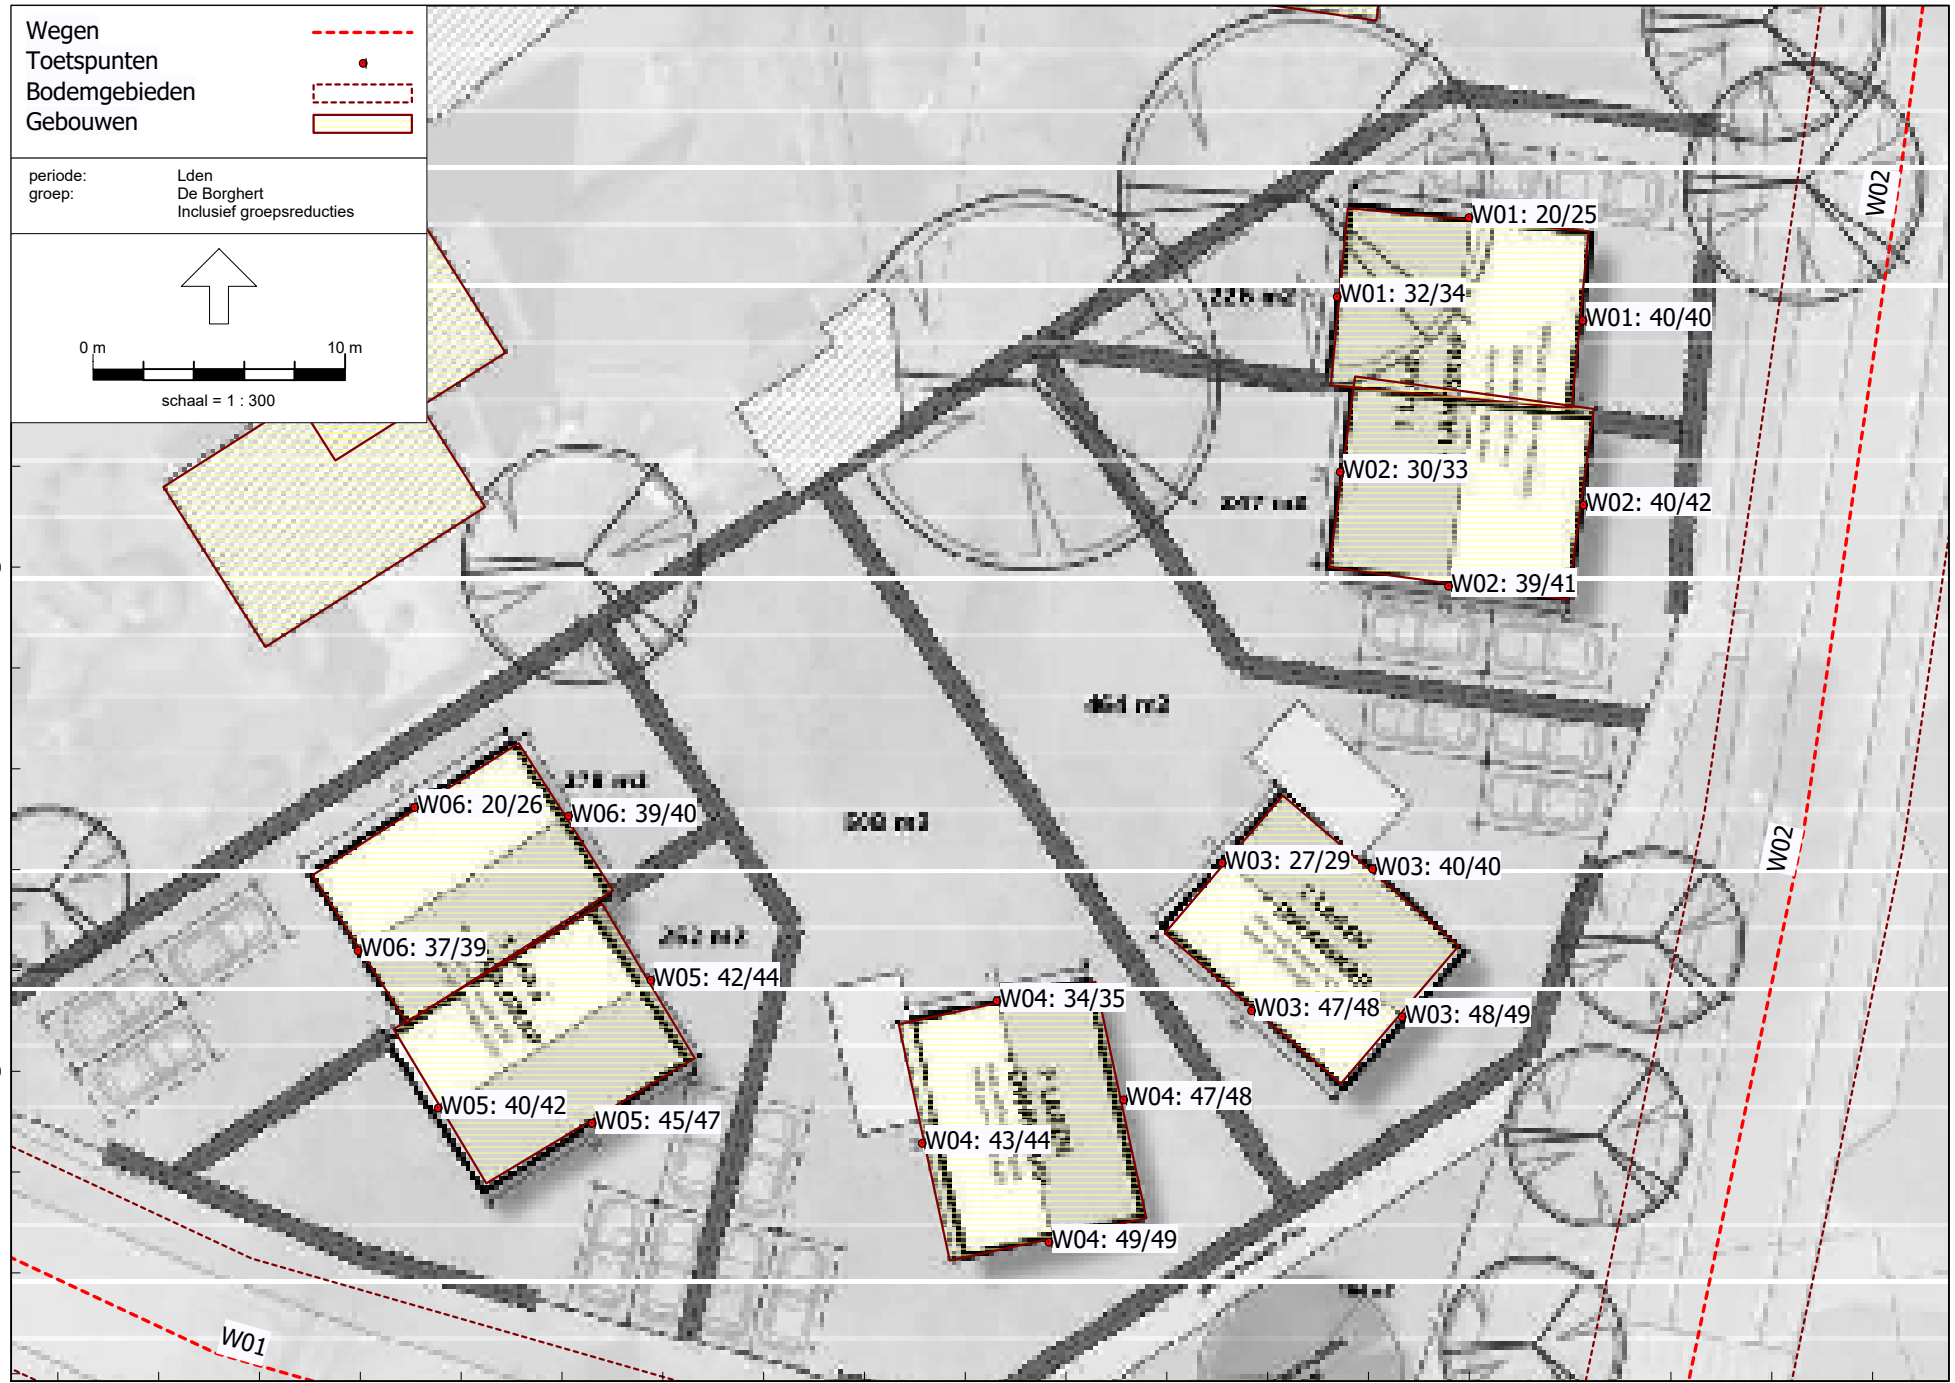 Wegen
Toetspunten
Bodemgebieden
Gebouwen
periode: Lden
groep: De Borghert
Inclusief groepsreducties
0 m 10 m
schaal = 1 : 300
W02
W01: 20/25
W01: 32/34
W01: 40/40
W02: 30/33
W02: 40/42
W02: 39/41
464 m2
W06: 20/26
W06: 39/40
W02
W03: 27/29
W03: 40/40
262 m2
W06: 37/39
W05: 42/44
W04: 34/35
W03: 47/48
W03: 48/49
W05: 40/42
W05: 45/47
W04: 47/48
W04: 43/44
W04: 49/49
W01